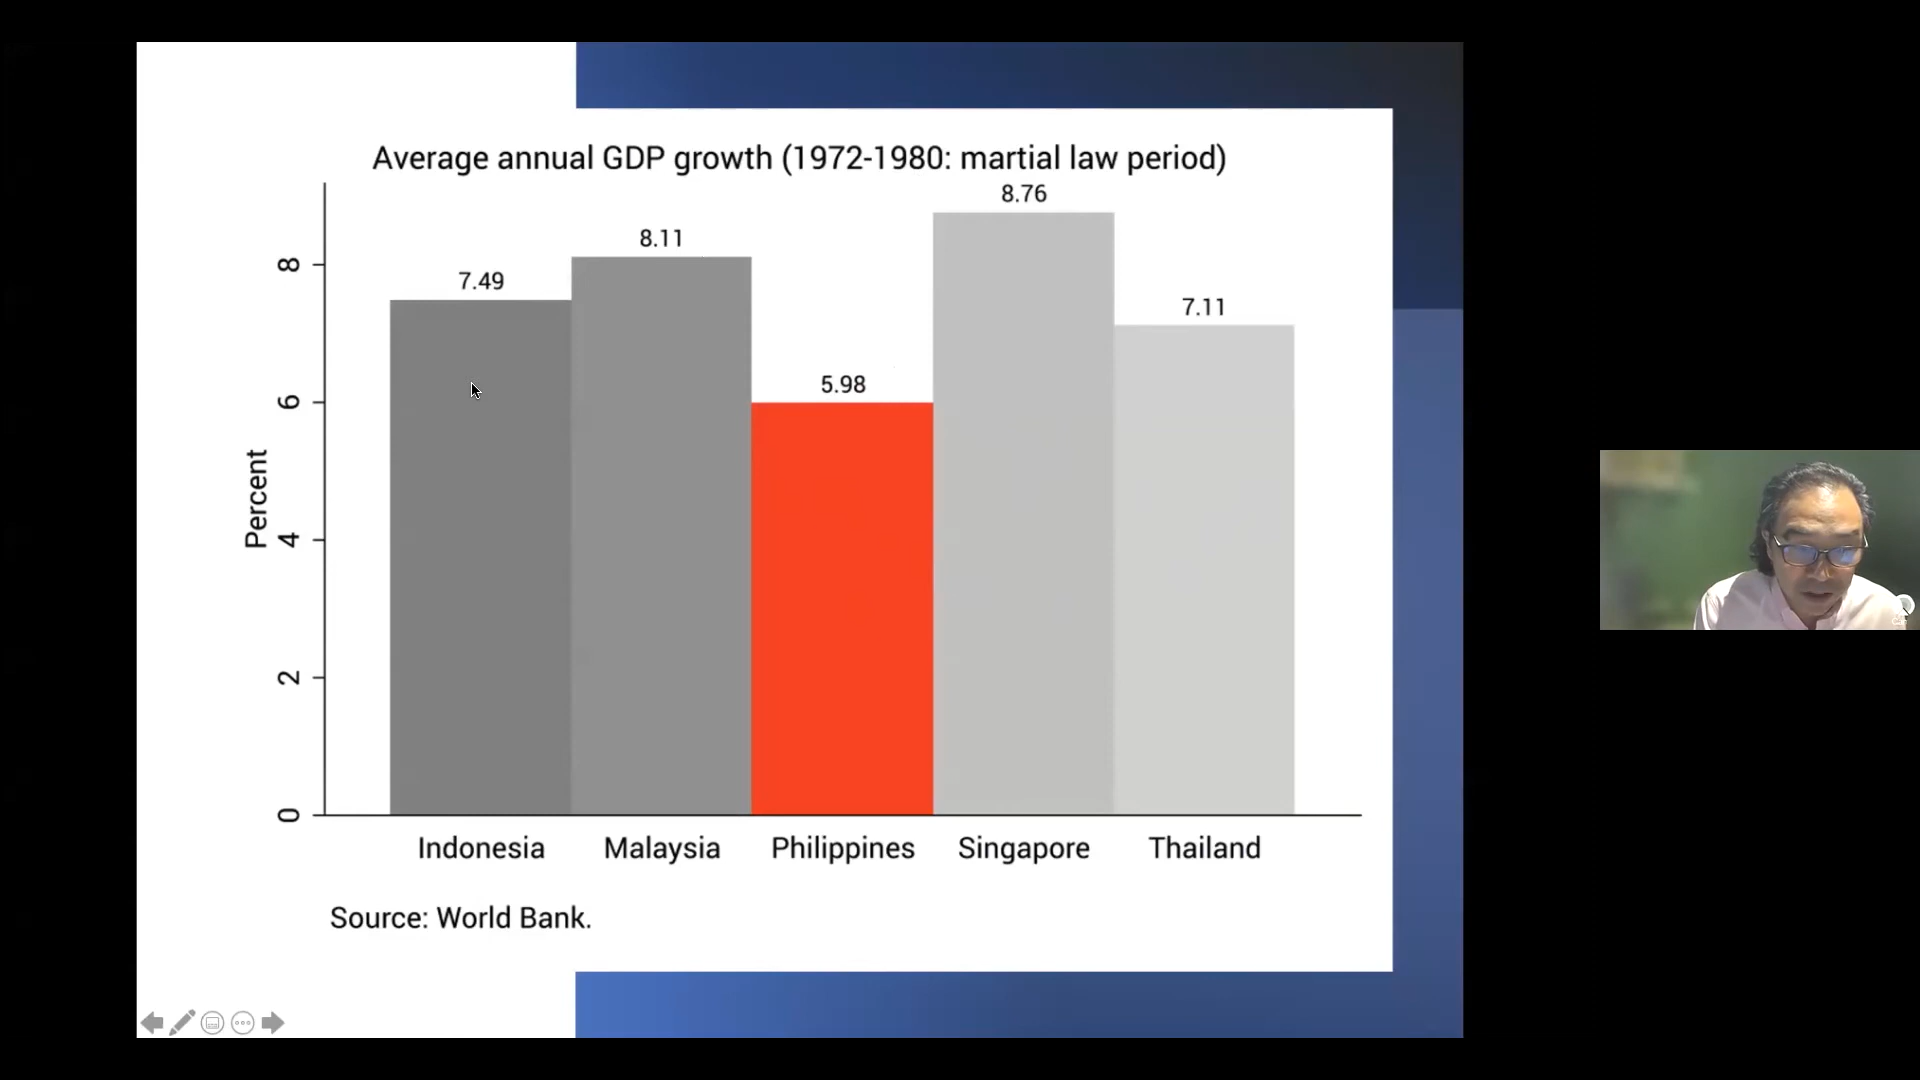 Average annual GDP growth (1972-1980: martial law period)
8.76
8.11
7.49
7.11
5.98
8
6
4
2
0
Percent
Indonesia Malaysia Philippines Singapore Thailand
Source: World Bank.